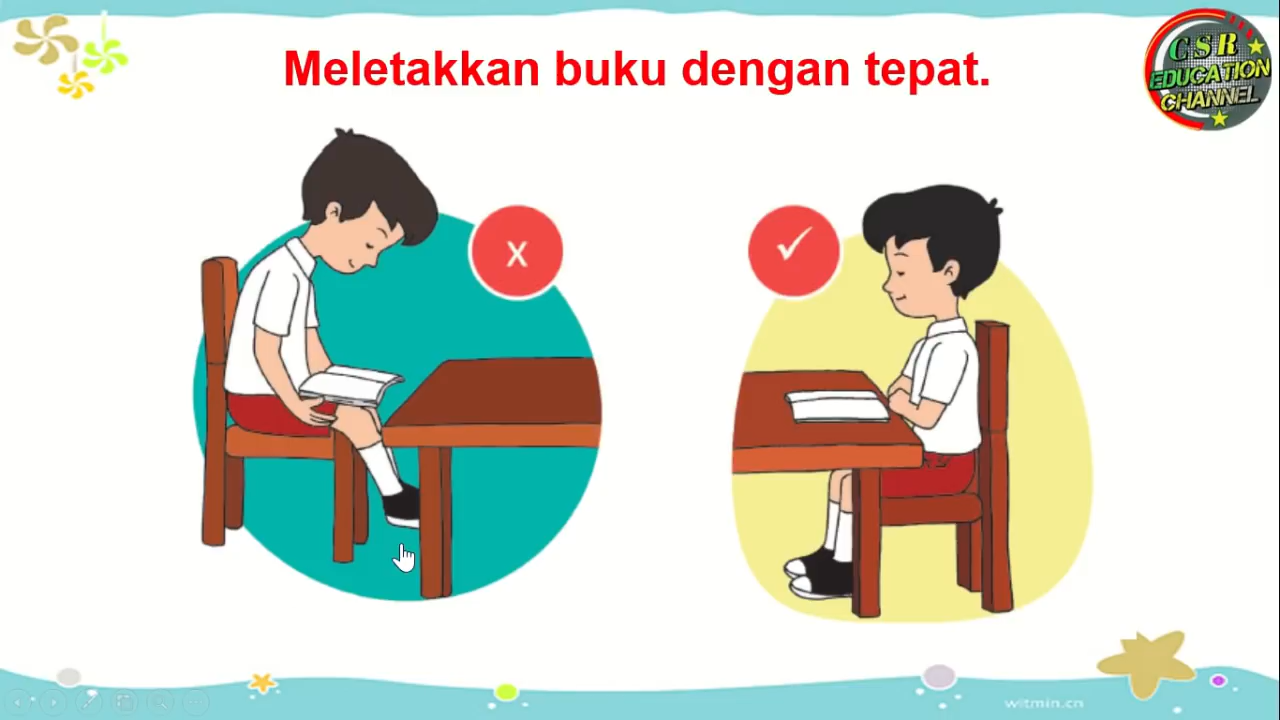 Meletakkan buku dengan tepat.
CSR
EDUCATION
CHANNEL
x
witmin.cn